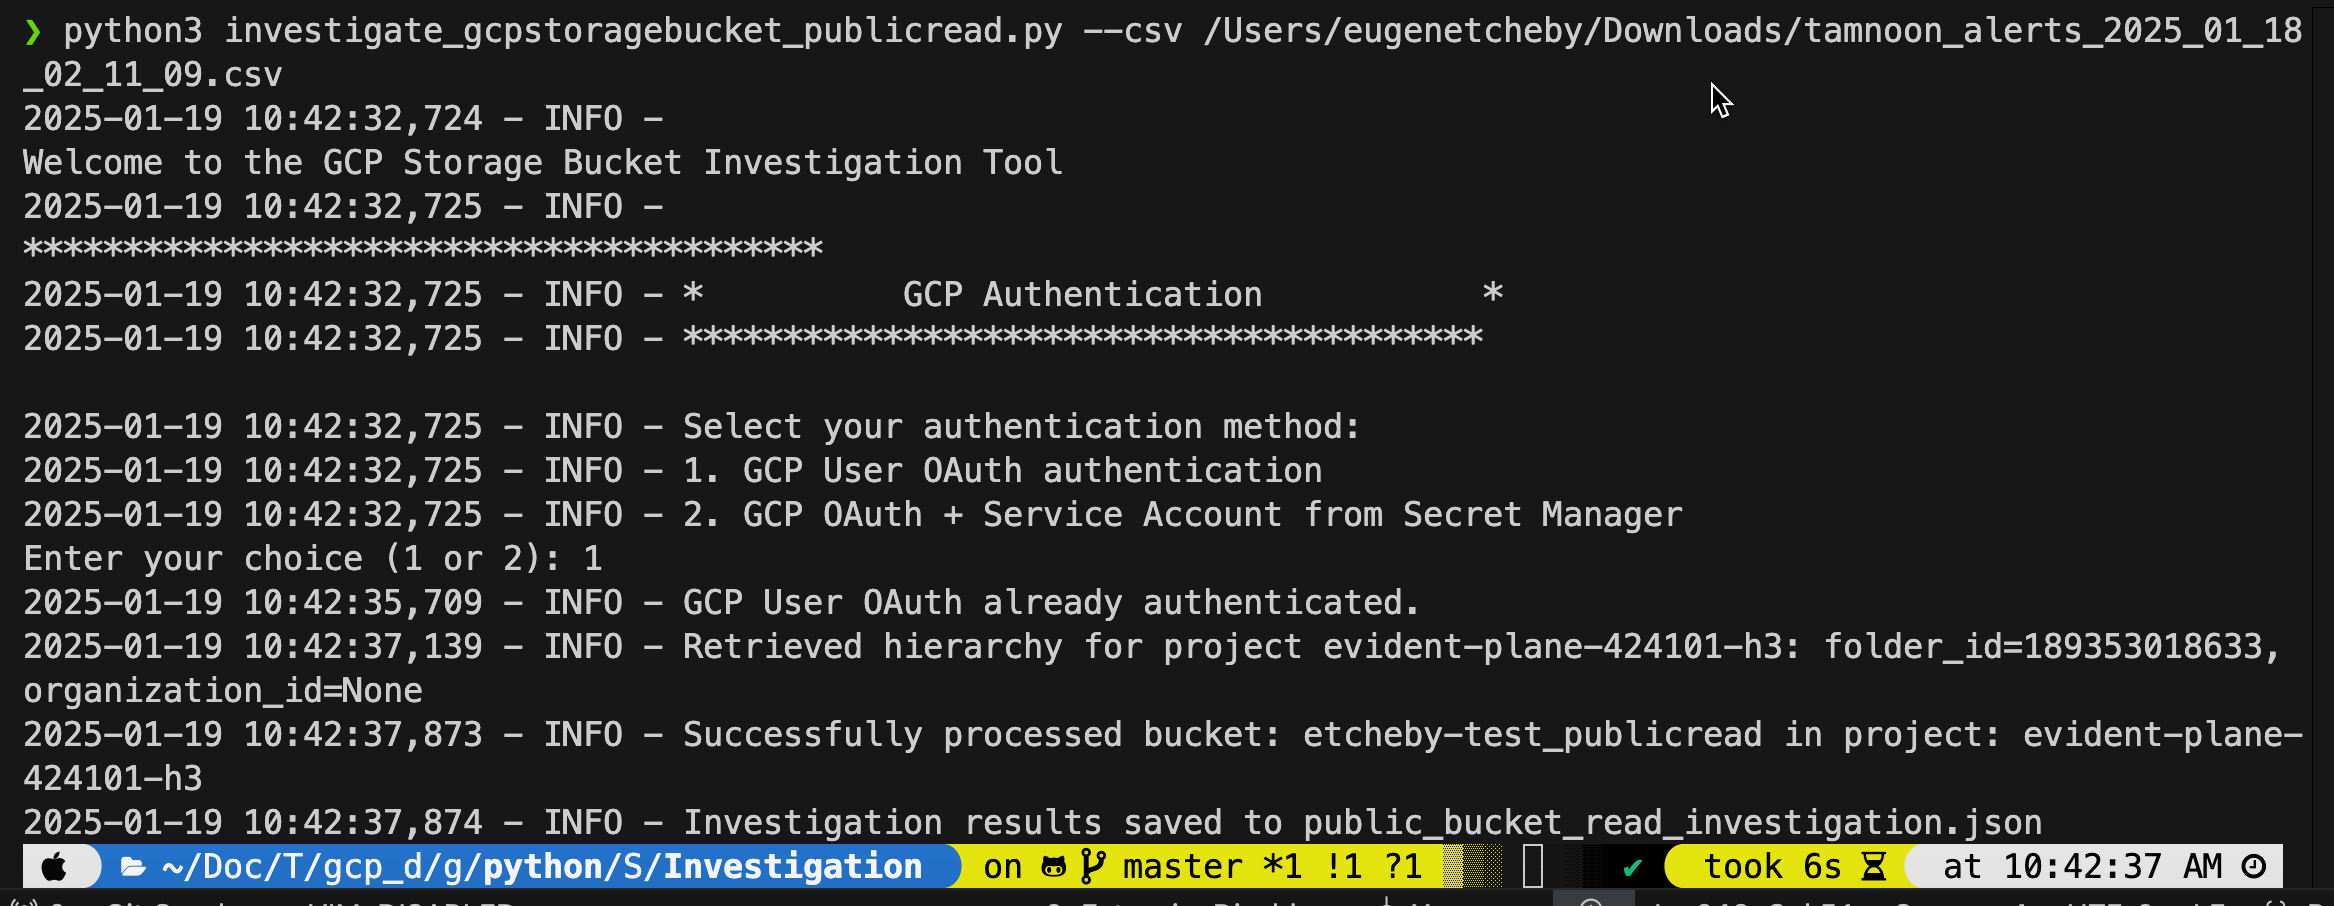 ❯ python3 investigate_gcpstoragebucket_publicread.py --csv /Users/eugenetcheby/Downloads/tamnoon_alerts_2025_01_18
_02_11_09.csv
2025-01-19 10:42:32,724 - INFO -
Welcome to the GCP Storage Bucket Investigation Tool
2025-01-19 10:42:32,725 - INFO -
****************************************
2025-01-19 10:42:32,725 - INFO - *          GCP Authentication           *
2025-01-19 10:42:32,725 - INFO - ****************************************
2025-01-19 10:42:32,725 - INFO - Select your authentication method:
2025-01-19 10:42:32,725 - INFO - 1. GCP User OAuth authentication
2025-01-19 10:42:32,725 - INFO - 2. GCP OAuth + Service Account from Secret Manager
Enter your choice (1 or 2): 1
2025-01-19 10:42:35,709 - INFO - GCP User OAuth already authenticated.
2025-01-19 10:42:37,139 - INFO - Retrieved hierarchy for project evident-plane-424101-h3: folder_id=189353018633,
organization_id=None
2025-01-19 10:42:37,873 - INFO - Successfully processed bucket: etcheby-test_publicread in project: evident-plane-
424101-h3
2025-01-19 10:42:37,874 - INFO - Investigation results saved to public_bucket_read_investigation.json
~/Doc/T/gcp_d/g/python/S/Investigation on master *1 !1 ?1 ✔ took 6s at 10:42:37 AM